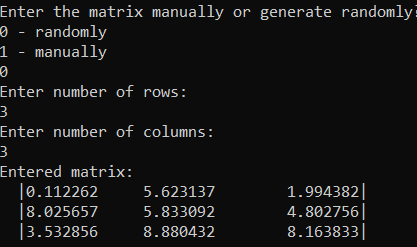 Enter the matrix manually or generate randomly?
0 - randomly
1 - manually
0
Enter number of rows:
3
Enter number of columns:
3
Entered matrix:
|0.112262 5.623137 1.994382|
|8.025657 5.833092 4.802756|
|3.532856 8.880432 8.163833|